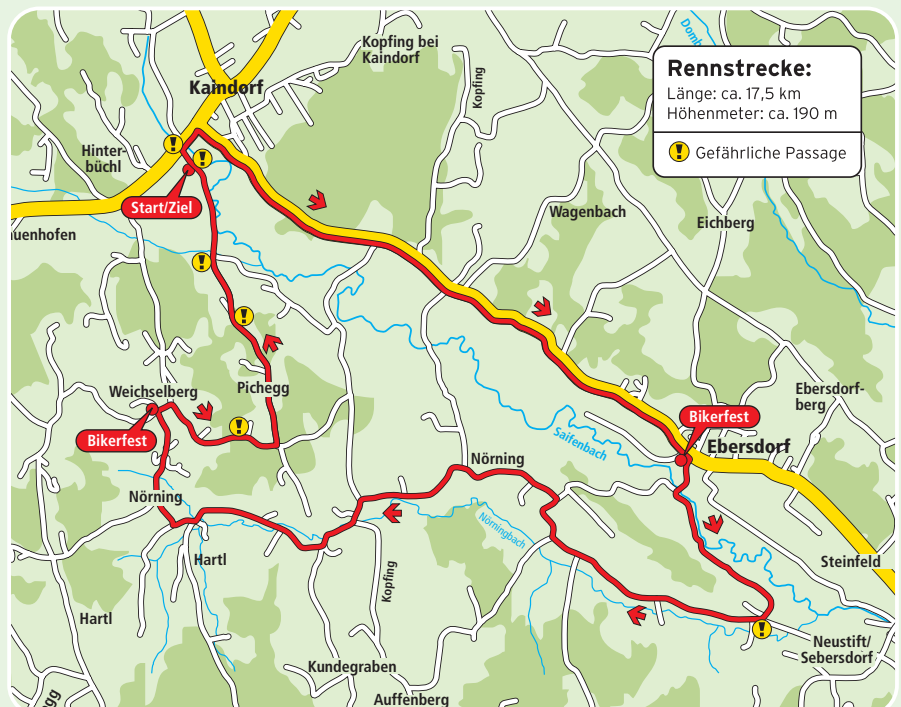 Kopfing bei
Kaindorf
Kaindorf
Kopfing
Rennstrecke:
Länge: ca. 17,5 km
Höhenmeter: ca. 190 m
! Gefährliche Passage
!
!
Hinter-
büchl
Start/Ziel
Wagenbach
Eichberg
uenhofen
!
!
Weichselberg
Pichegg
Ebersdorf-
berg
Bikerfest
!
Bikerfest
Ebersdorf
Saifenbach
Nörning
Nörning
Nörningbach
Hartl
Steinfeld
Kopfing
Hartl
!
Neustift/
Sebersdorf
Kundegraben
Auffenberg
gg